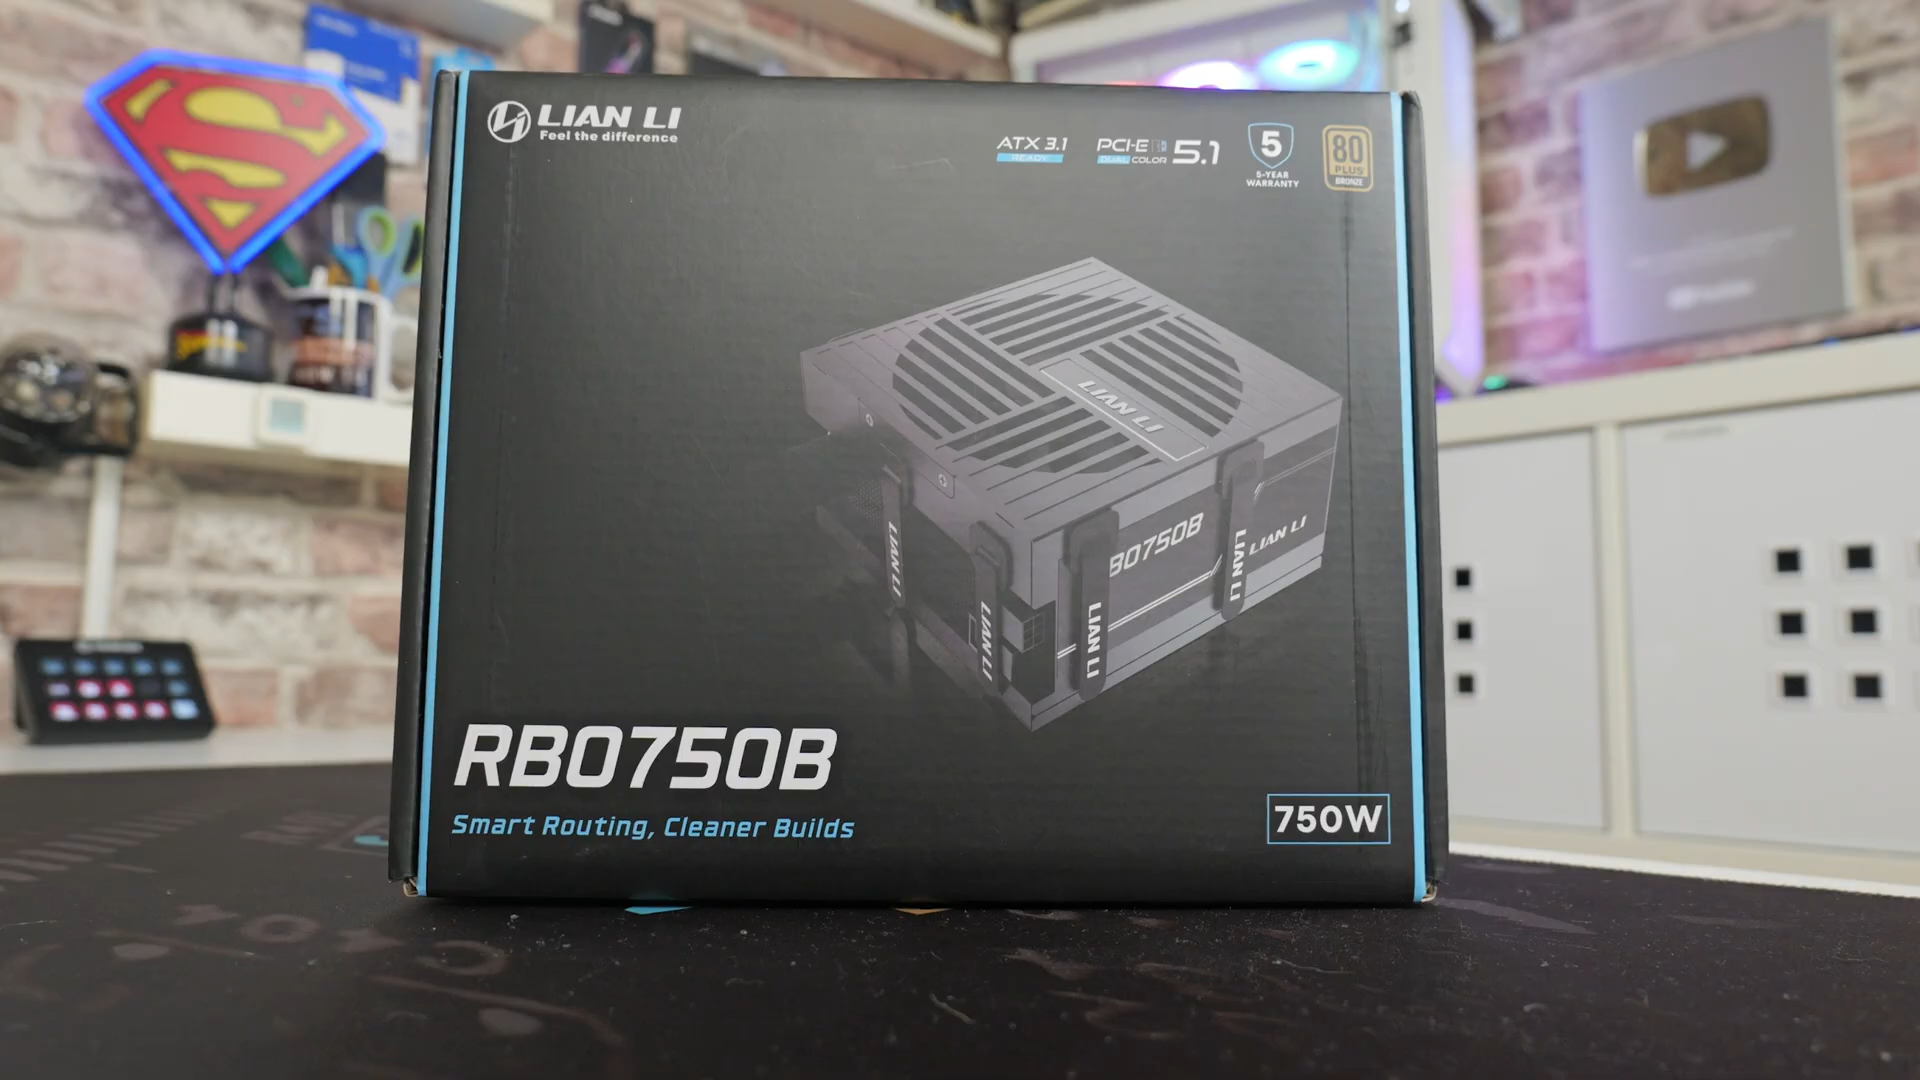 LIAN LI
Feel the difference
ATX 3.1
READY
PCI-E 5.1
DUAL COLOR
5
5-YEAR
WARRANTY
80
PLUS
BRONZE
LIAN LI
B0750B
LIAN LI
LIAN LI
LIAN LI
LIAN LI
LIAN LI
RB0750B
Smart Routing, Cleaner Builds
750W